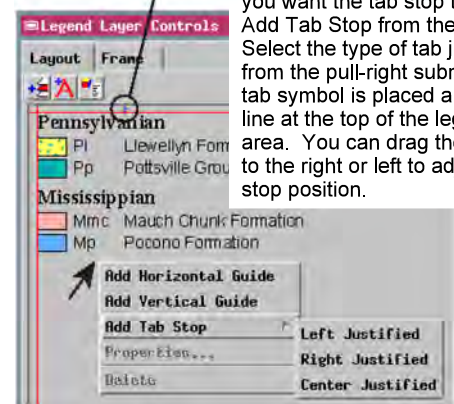 you want the tab stop t
Add Tab Stop from the
Select the type of tab j
from the pull-right subr
tab symbol is placed a
line at the top of the leg
area. You can drag the
to the right or left to ad
stop position.
Legend Layer Controls
Layout Frame
Pennsylvanian
Pl Llewellyn Form
Pp Pottsville Grou
Mississippian
Mmc Mauch Chunk Formation
Mp Pocono Formation
Add Horizontal Guide
Add Vertical Guide
Add Tab Stop
Properties...
Delete
Left Justified
Right Justified
Center Justified